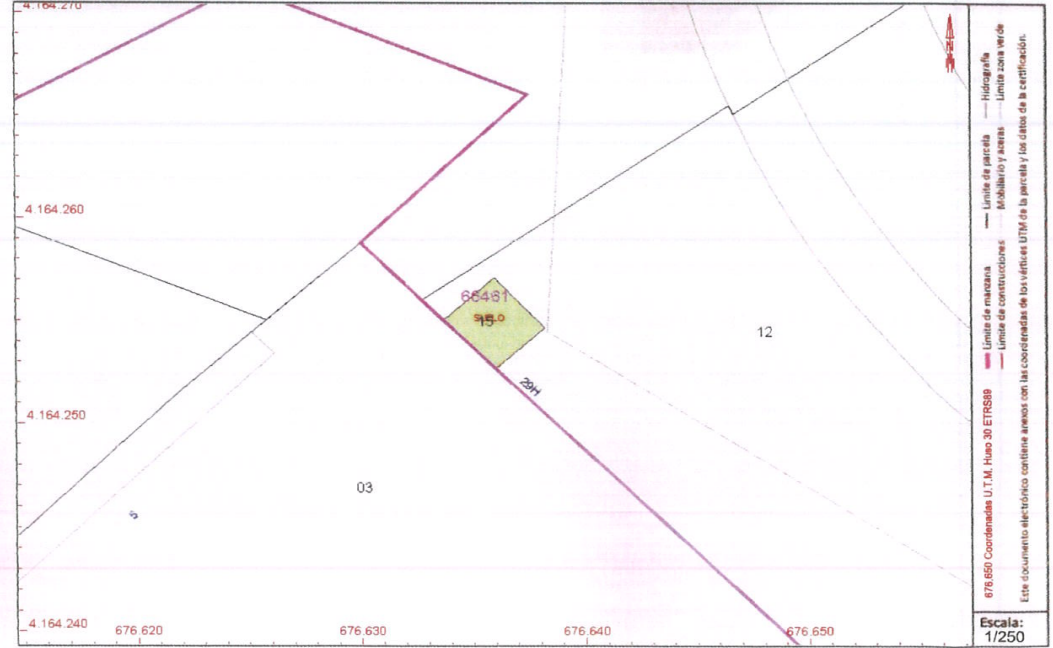 4.164.270
4.164.260
66461
SUELO
15
12
29H
4.164.250
03
S
4.164.240
676.620
676.630
676.640
676.650
676.650 Coordenadas U.T.M. Huso 30 ETRS89
Límite de manzana
Límite de parcela
Hidrografía
Límite de construcciones
Mobiliario y aceras
Límite zona verde
Este documento electrónico contiene anexos con las coordenadas de los vértices UTM de la parcela y los datos de la certificación.
Escala:
1/250